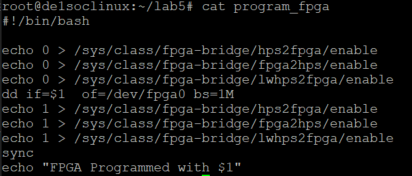 root@de1soclinux:~/lab5# cat program_fpga
#!/bin/bash

echo 0 > /sys/class/fpga-bridge/hps2fpga/enable
echo 0 > /sys/class/fpga-bridge/fpga2hps/enable
echo 0 > /sys/class/fpga-bridge/lwhps2fpga/enable
dd if=$1  of=/dev/fpga0 bs=1M
echo 1 > /sys/class/fpga-bridge/hps2fpga/enable
echo 1 > /sys/class/fpga-bridge/fpga2hps/enable
echo 1 > /sys/class/fpga-bridge/lwhps2fpga/enable
sync
echo "FPGA Programmed with $1"